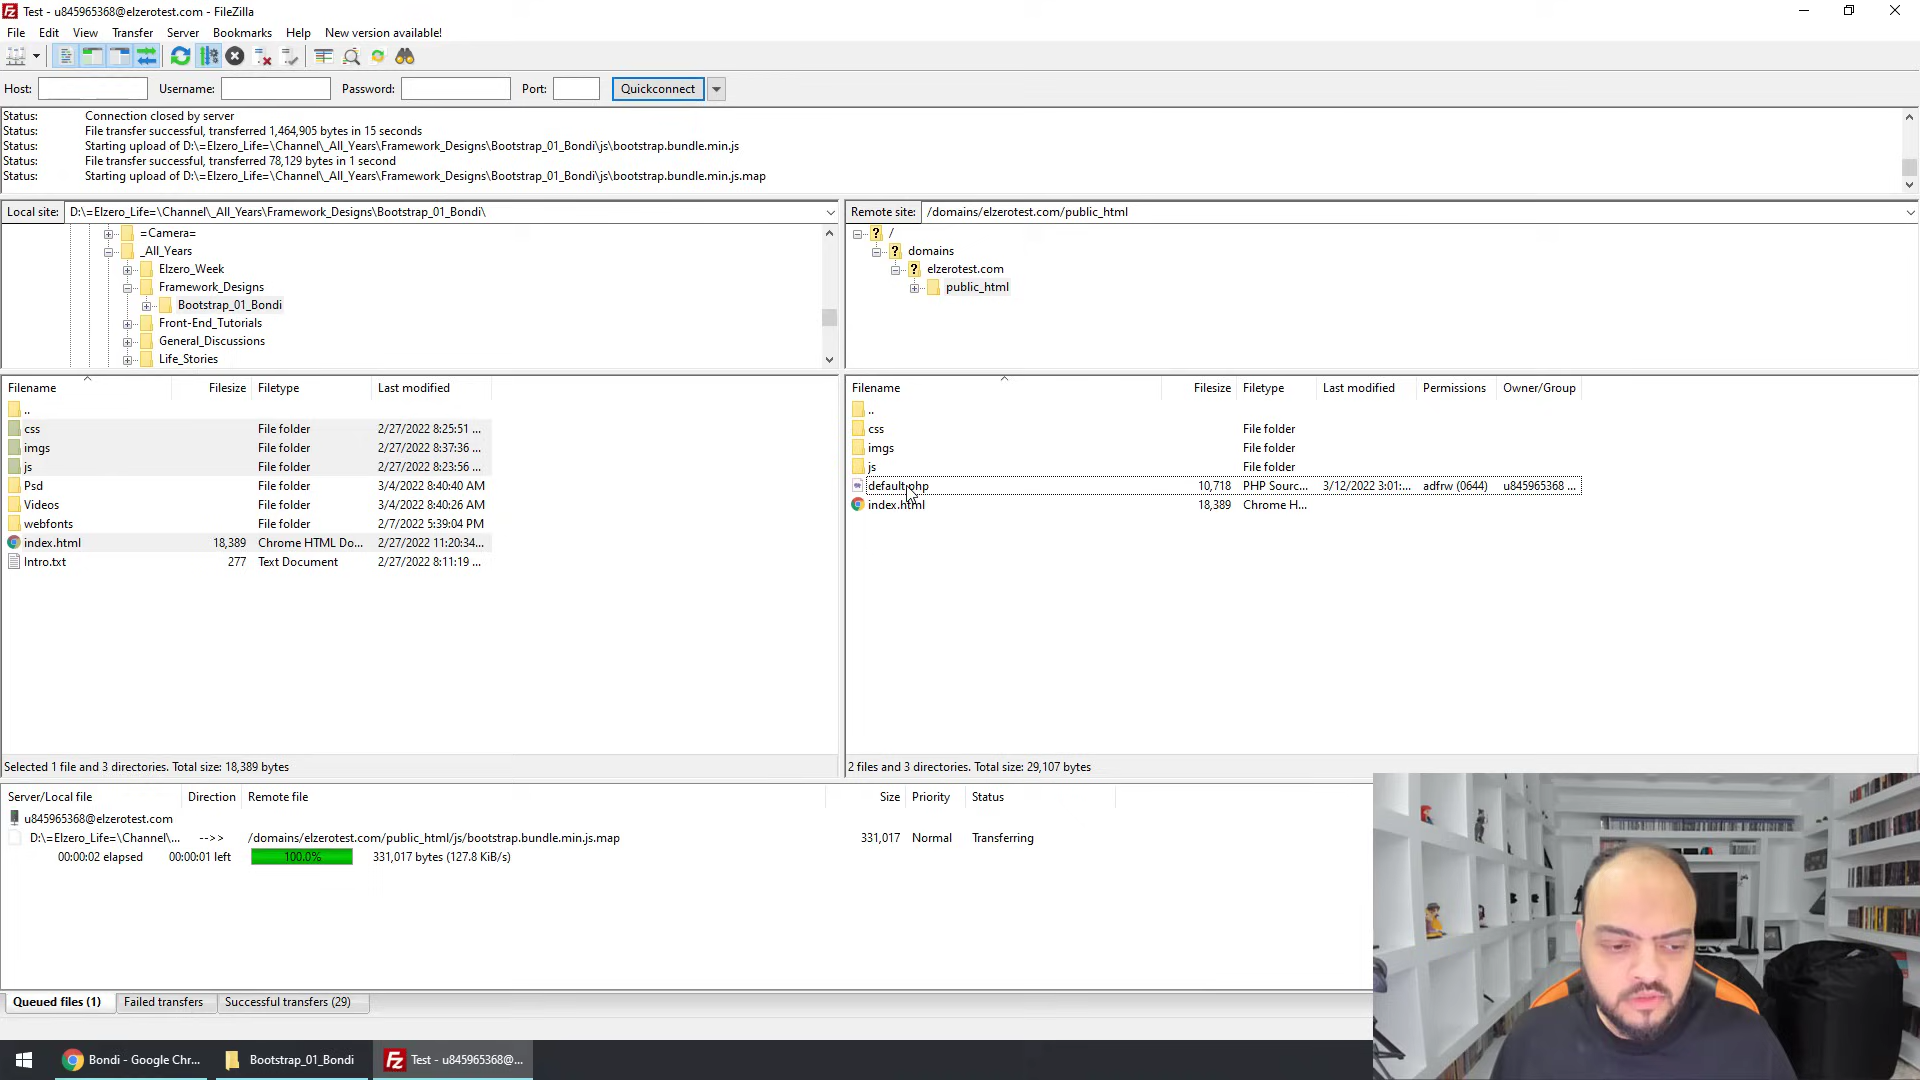 Test - u845965368@elzerotest.com - FileZilla
File Edit View Transfer Server Bookmarks Help New version available!
Host: Username: Password: Port: Quickconnect
Status: Connection closed by server
Status: File transfer successful, transferred 1,464,905 bytes in 15 seconds
Status: Starting upload of D:\=Elzero_Life=\Channel\_All_Years\Framework_Designs\Bootstrap_01_Bondi\js\bootstrap.bundle.min.js
Status: File transfer successful, transferred 78,129 bytes in 1 second
Status: Starting upload of D:\=Elzero_Life=\Channel\_All_Years\Framework_Designs\Bootstrap_01_Bondi\js\bootstrap.bundle.min.js.map
Local site: D:\=Elzero_Life=\Channel\_All_Years\Framework_Designs\Bootstrap_01_Bondi\
=Camera=
_All_Years
Elzero_Week
Framework_Designs
Bootstrap_01_Bondi
Front-End_Tutorials
General_Discussions
Life_Stories
Remote site: /domains/elzerotest.com/public_html
/
domains
elzerotest.com
public_html
Filename Filesize Filetype Last modified
..
css File folder 2/27/2022 8:25:51 ...
imgs File folder 2/27/2022 8:37:36 ...
js File folder 2/27/2022 8:23:56 ...
Psd File folder 3/4/2022 8:40:40 AM
Videos File folder 3/4/2022 8:40:26 AM
webfonts File folder 2/7/2022 5:39:04 PM
index.html 18,389 Chrome HTML Do... 2/27/2022 11:20:34...
Intro.txt 277 Text Document 2/27/2022 8:11:19 ...
Selected 1 file and 3 directories. Total size: 18,389 bytes
Filename Filesize Filetype Last modified Permissions Owner/Group
..
css File folder
imgs File folder
js File folder
default.php 10,718 PHP Sourc... 3/12/2022 3:01:... adfrw (0644) u845965368 ...
index.html 18,389 Chrome H...
2 files and 3 directories. Total size: 29,107 bytes
Server/Local file Direction Remote file Size Priority Status
u845965368@elzerotest.com
D:\=Elzero_Life=\Channel\... -->> /domains/elzerotest.com/public_html/js/bootstrap.bundle.min.js.map 331,017 Normal Transferring
00:00:02 elapsed 00:00:01 left 100.0% 331,017 bytes (127.8 KiB/s)
Queued files (1) Failed transfers Successful transfers (29)
Bondi - Google Chr... Bootstrap_01_Bondi Test - u845965368@...